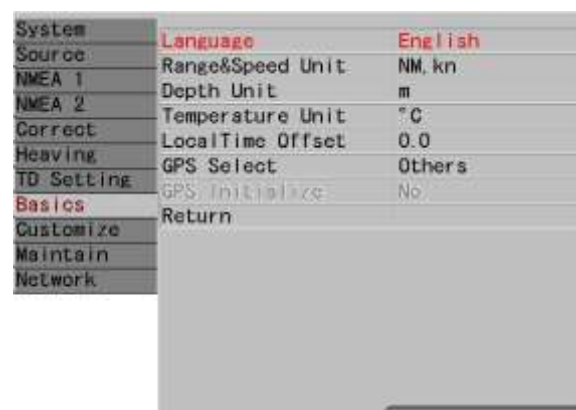 System
Source
NMEA 1
NMEA 2
Correct
Heaving
TD Setting
Basics
Customize
Maintain
Network
Language English
Range&Speed Unit NM, kn
Depth Unit m
Temperature Unit °C
LocalTime Offset 0.0
GPS Select Others
GPS Initialize No
Return